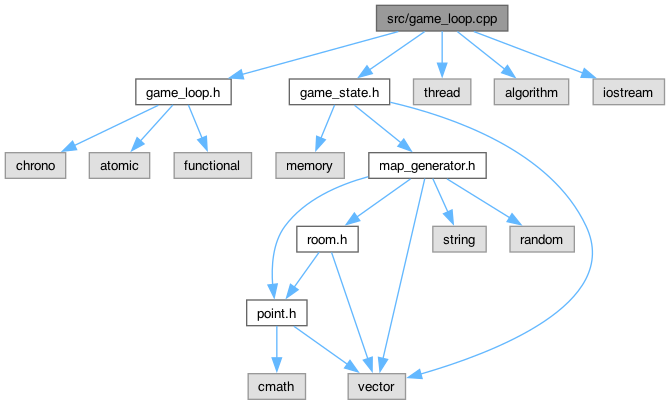 src/game_loop.cpp
game_loop.h
game_state.h
thread
algorithm
iostream
chrono
atomic
functional
memory
map_generator.h
room.h
string
random
point.h
cmath
vector